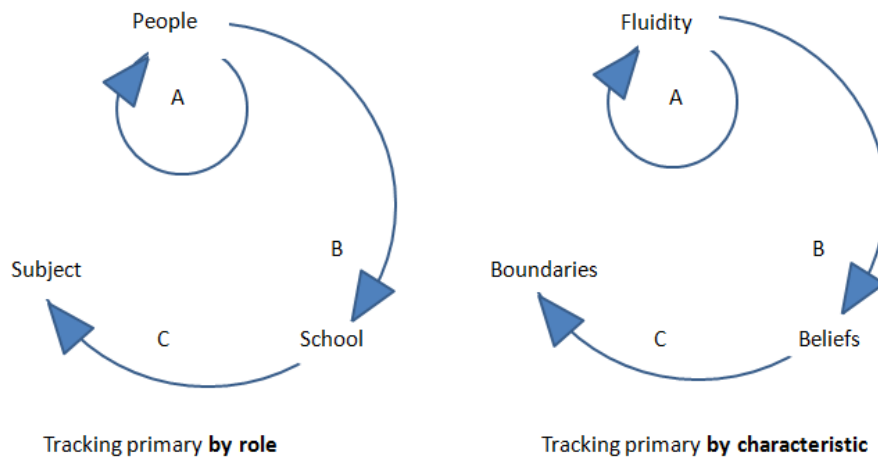 People
A
B
Subject
C
School
Tracking primary by role
Fluidity
A
B
Boundaries
C
Beliefs
Tracking primary by characteristic